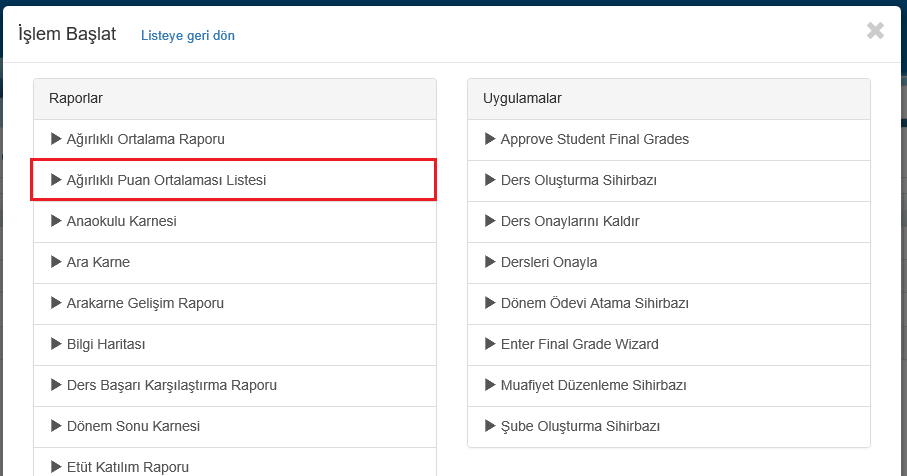 İşlem Başlat
Listeye geri dön
Raporlar
Ağırlıklı Ortalama Raporu
Ağırlıklı Puan Ortalaması Listesi
Anaokulu Karnesi
Ara Karne
Arakarne Gelişim Raporu
Bilgi Haritası
Ders Başarı Karşılaştırma Raporu
Dönem Sonu Karnesi
Etüt Katılım Raporu
Uygulamalar
Approve Student Final Grades
Ders Oluşturma Sihirbazı
Ders Onaylarını Kaldır
Dersleri Onayla
Dönem Ödevi Atama Sihirbazı
Enter Final Grade Wizard
Muafiyet Düzenleme Sihirbazı
Şube Oluşturma Sihirbazı